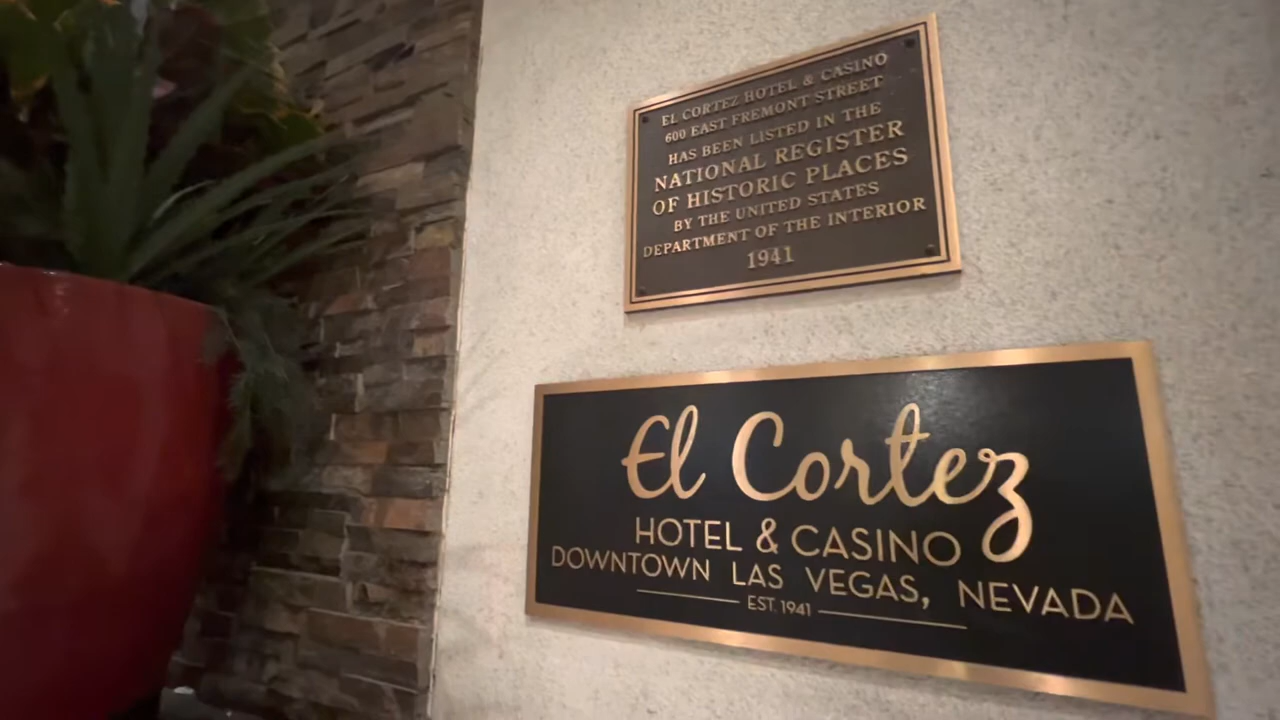 EL CORTEZ HOTEL & CASINO
600 EAST FREMONT STREET
HAS BEEN LISTED IN THE
NATIONAL REGISTER
OF HISTORIC PLACES
BY THE UNITED STATES
DEPARTMENT OF THE INTERIOR
1941
El Cortez
HOTEL & CASINO
DOWNTOWN LAS VEGAS, NEVADA
EST. 1941